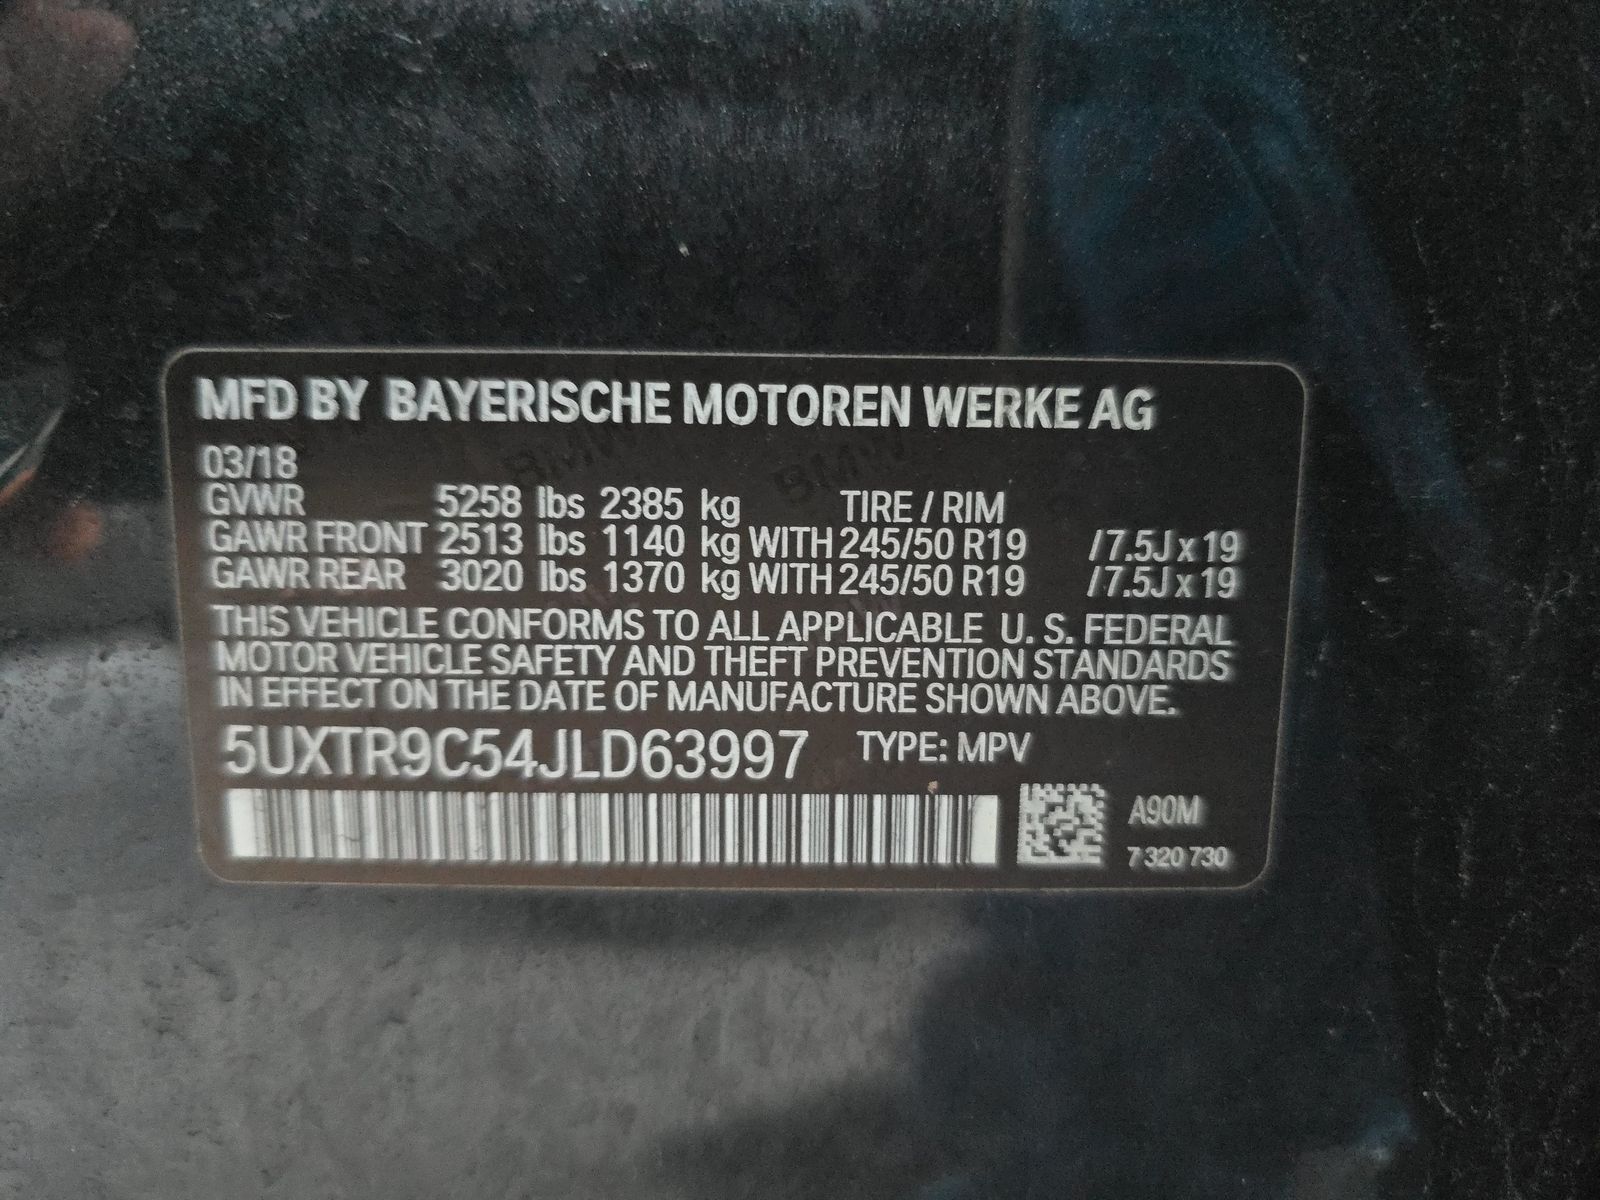 MFD BY BAYERISCHE MOTOREN WERKE AG
03/18
GVWR 5258 lbs 2385 kg TIRE / RIM
GAWR FRONT 2513 lbs 1140 kg WITH 245/50 R19 /7.5J x 19
GAWR REAR 3020 lbs 1370 kg WITH 245/50 R19 /7.5J x 19
THIS VEHICLE CONFORMS TO ALL APPLICABLE U. S. FEDERAL
MOTOR VEHICLE SAFETY AND THEFT PREVENTION STANDARDS
IN EFFECT ON THE DATE OF MANUFACTURE SHOWN ABOVE.
5UXTR9C54JLD63997 TYPE: MPV
A90M
7 320 730
BMW
BMW